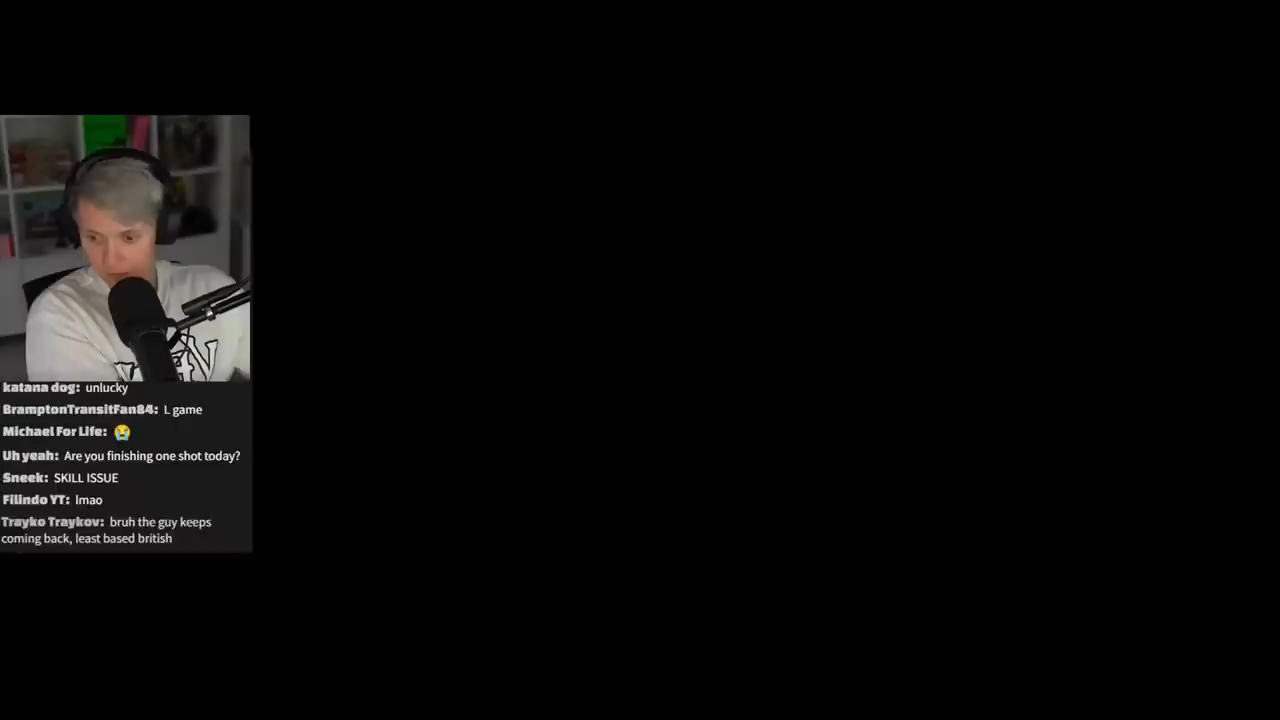 katana dog: unlucky
BramptonTransitFan84: L game
Michael For Life: 😭
Uh yeah: Are you finishing one shot today?
Sneek: SKILL ISSUE
Filindo YT: lmao
Trayko Traykov: bruh the guy keeps
coming back, least based british